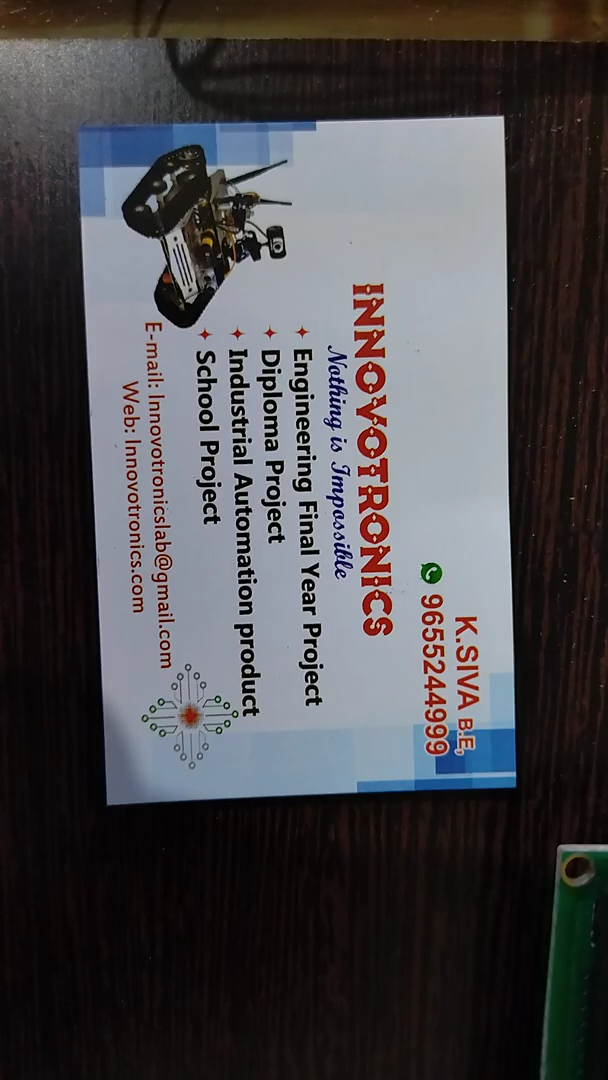 K.SIVA B.E,
9655244999
INNOVOTRONICS
Nothing is Impossible
Engineering Final Year Project
Diploma Project
Industrial Automation product
School Project
E-mail: Innovotronicslab@gmail.com
Web: Innovotronics.com